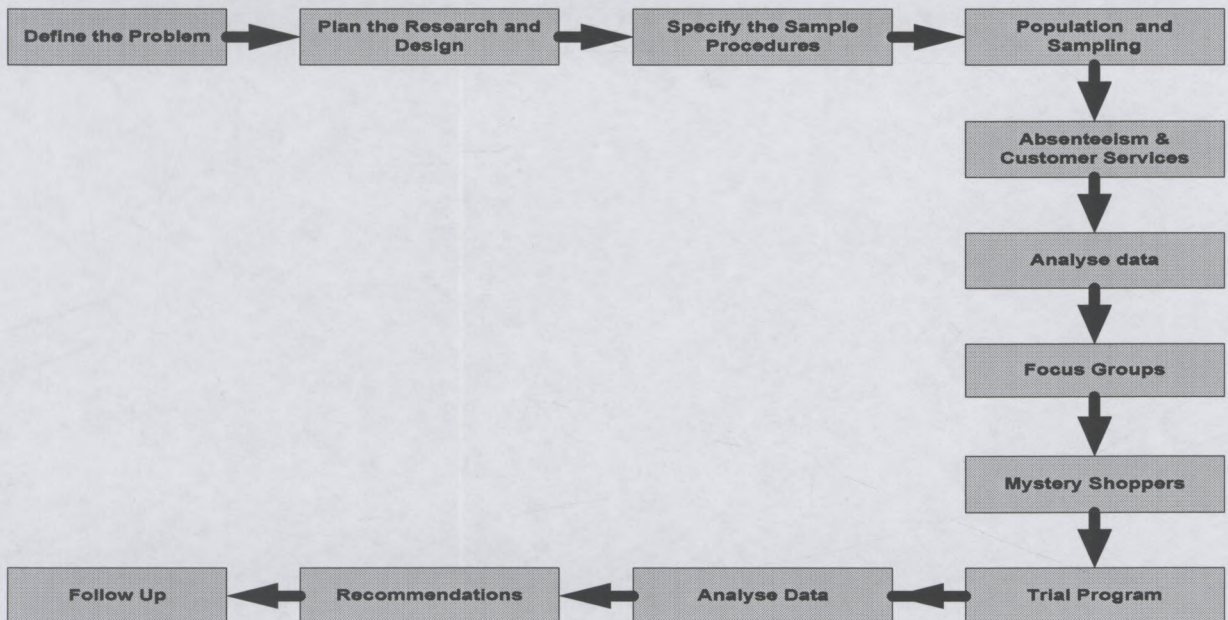 Define the Problem
Plan the Research and
Design
Specify the Sample
Procedures
Population and
Sampling
Absenteeism &
Customer Services
Analyse data
Focus Groups
Mystery Shoppers
Trial Program
Analyse Data
Recommendations
Follow Up